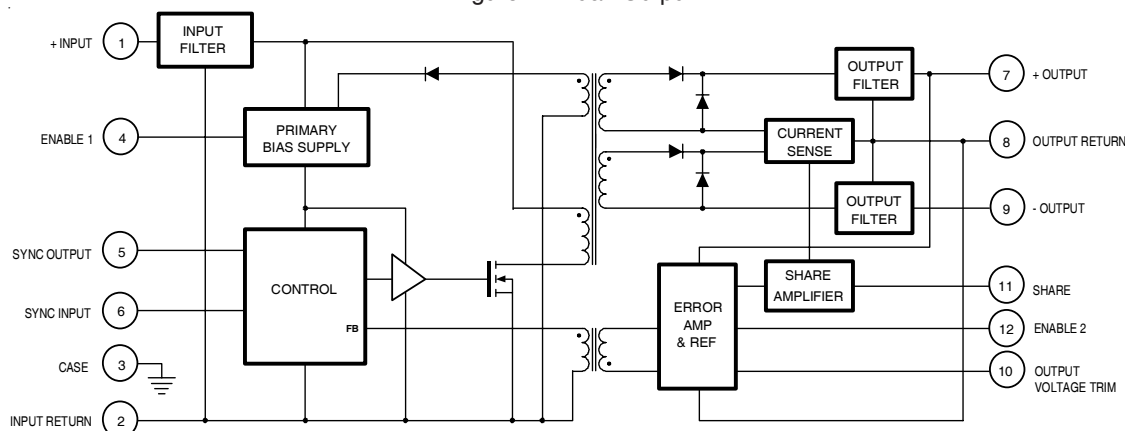 + INPUT
1
INPUT
FILTER
OUTPUT
FILTER
7
+ OUTPUT
ENABLE 1
4
PRIMARY
BIAS SUPPLY
CURRENT
SENSE
8
OUTPUT RETURN
OUTPUT
FILTER
9
- OUTPUT
SYNC OUTPUT
5
CONTROL
FB
SYNC INPUT
6
ERROR
AMP
& REF
SHARE
AMPLIFIER
11
SHARE
12
ENABLE 2
CASE
3
10
OUTPUT
VOLTAGE TRIM
INPUT RETURN
2